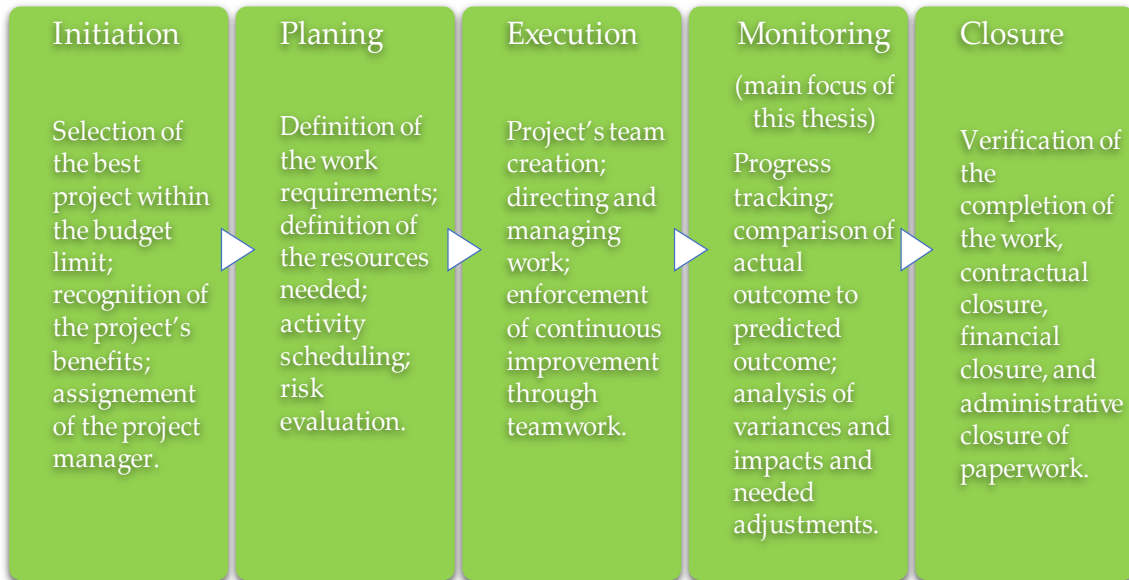 Initiation
Selection of
the best
project within
the budget
limit;
recognition of
the project's
benefits;
assignement
of the project
manager.
Planing
Definition of
the work
requirements;
definition of
the resources
needed;
activity
scheduling;
risk
evaluation.
Execution
Project's team
creation;
directing and
managing
work;
enforcement
of continuous
improvement
through
teamwork.
Monitoring
(main focus of
this thesis)
Progress
tracking;
comparison of
actual
outcome to
predicted
outcome;
analysis of
variances and
impacts and
needed
adjustments.
Closure
Verification of
the
completion of
the work,
contractual
closure,
financial
closure, and
administrative
closure of
paperwork.